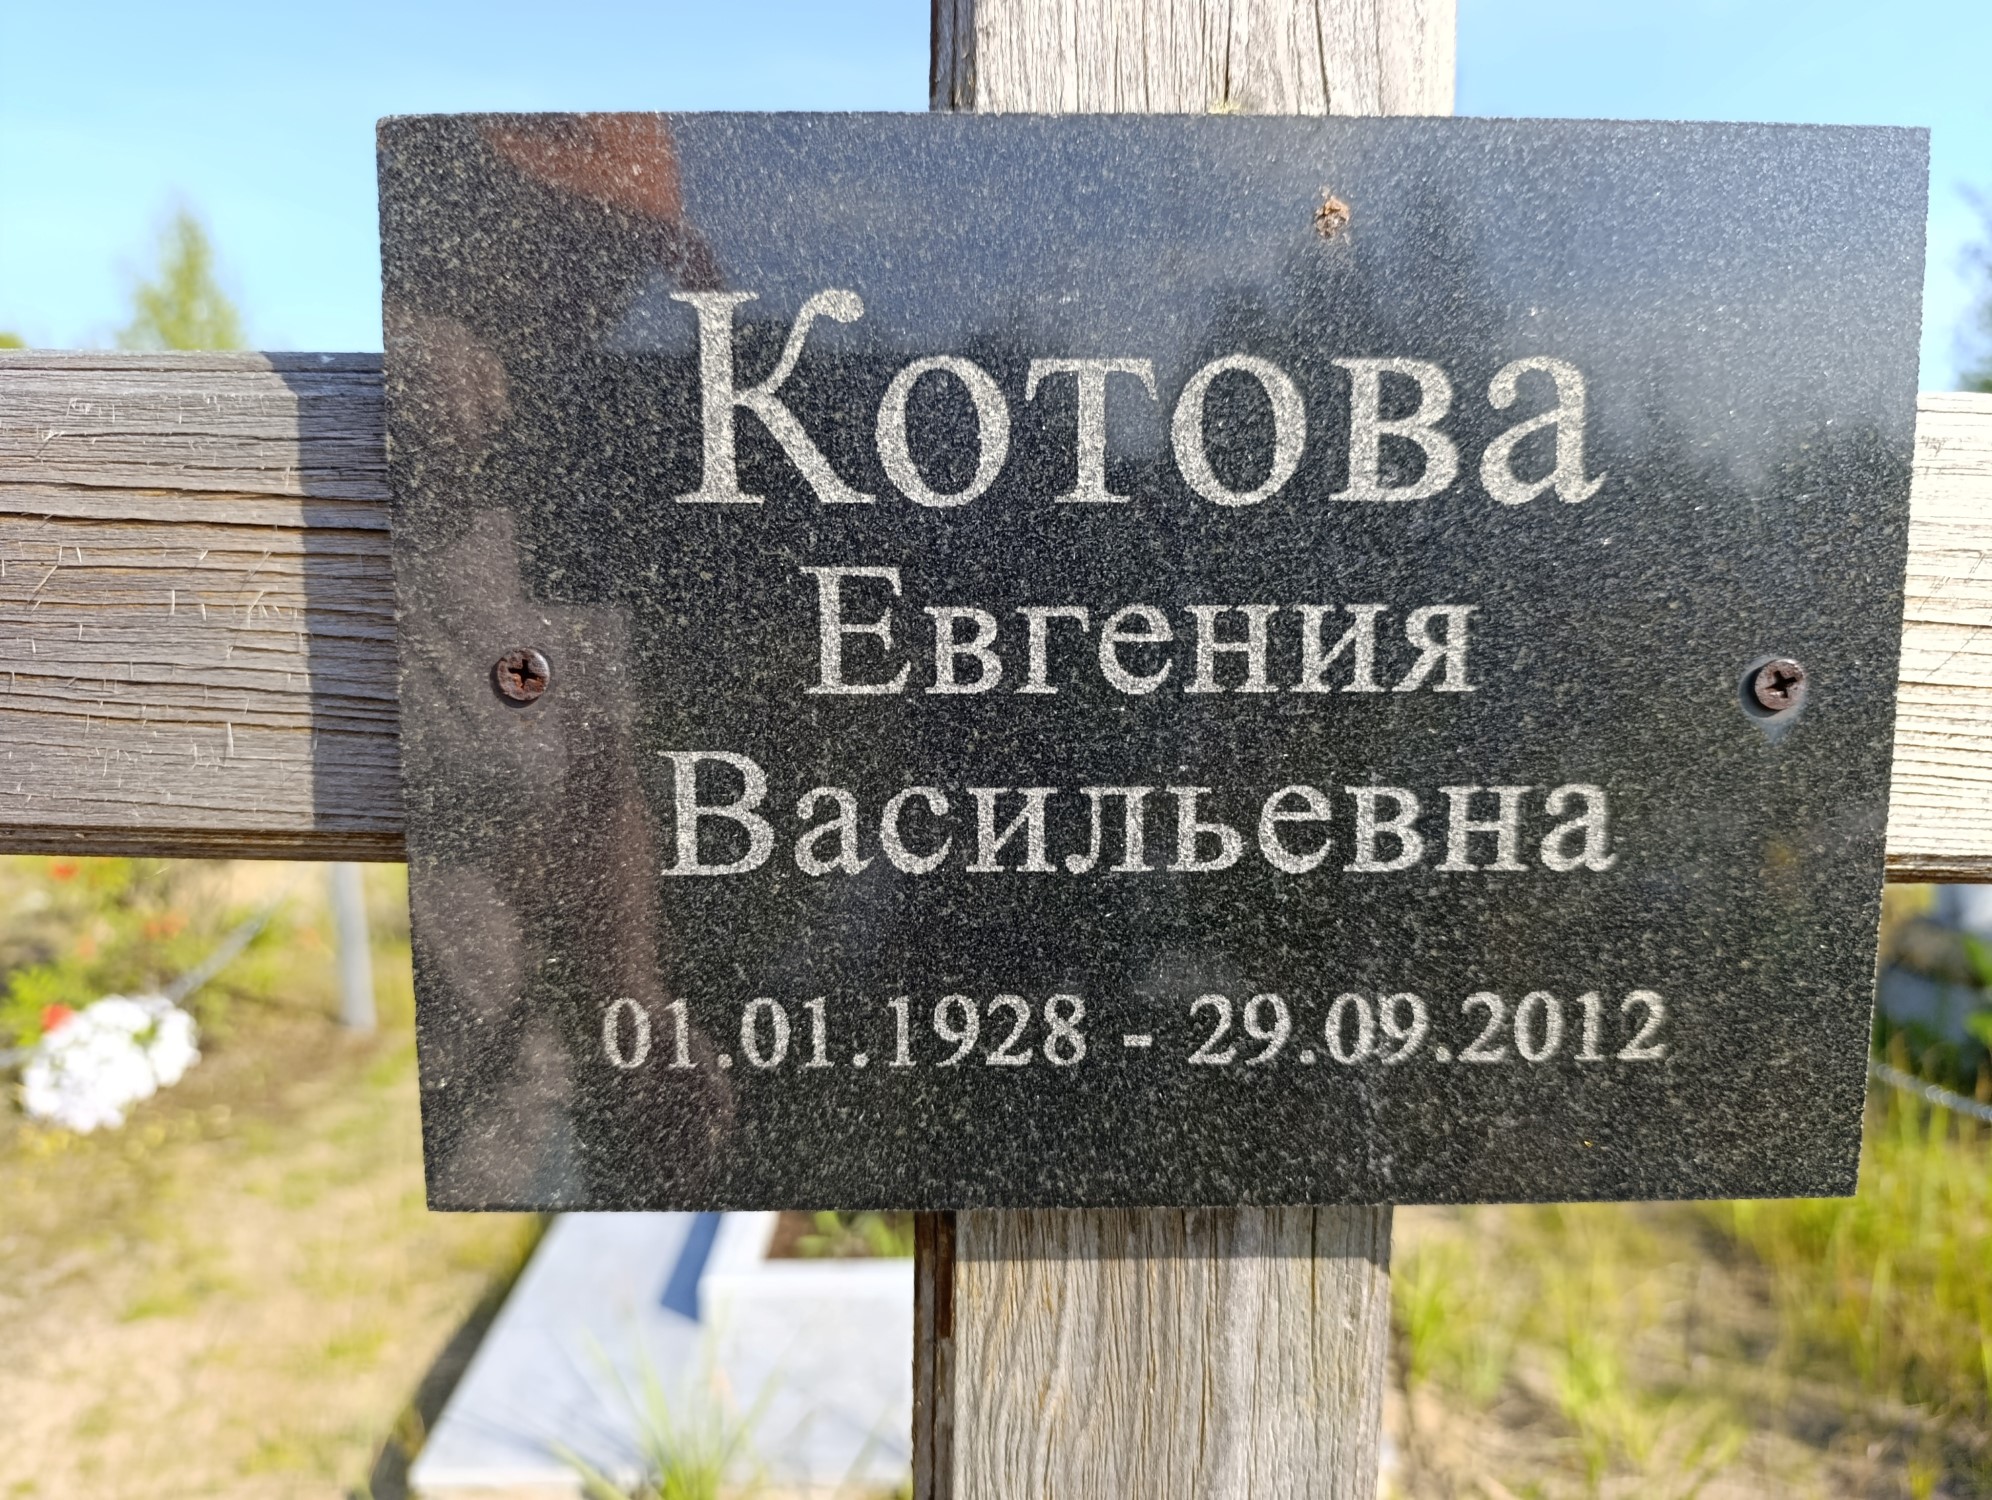 Котова
Евгения
Васильевна
01.01.1928 - 29.09.2012